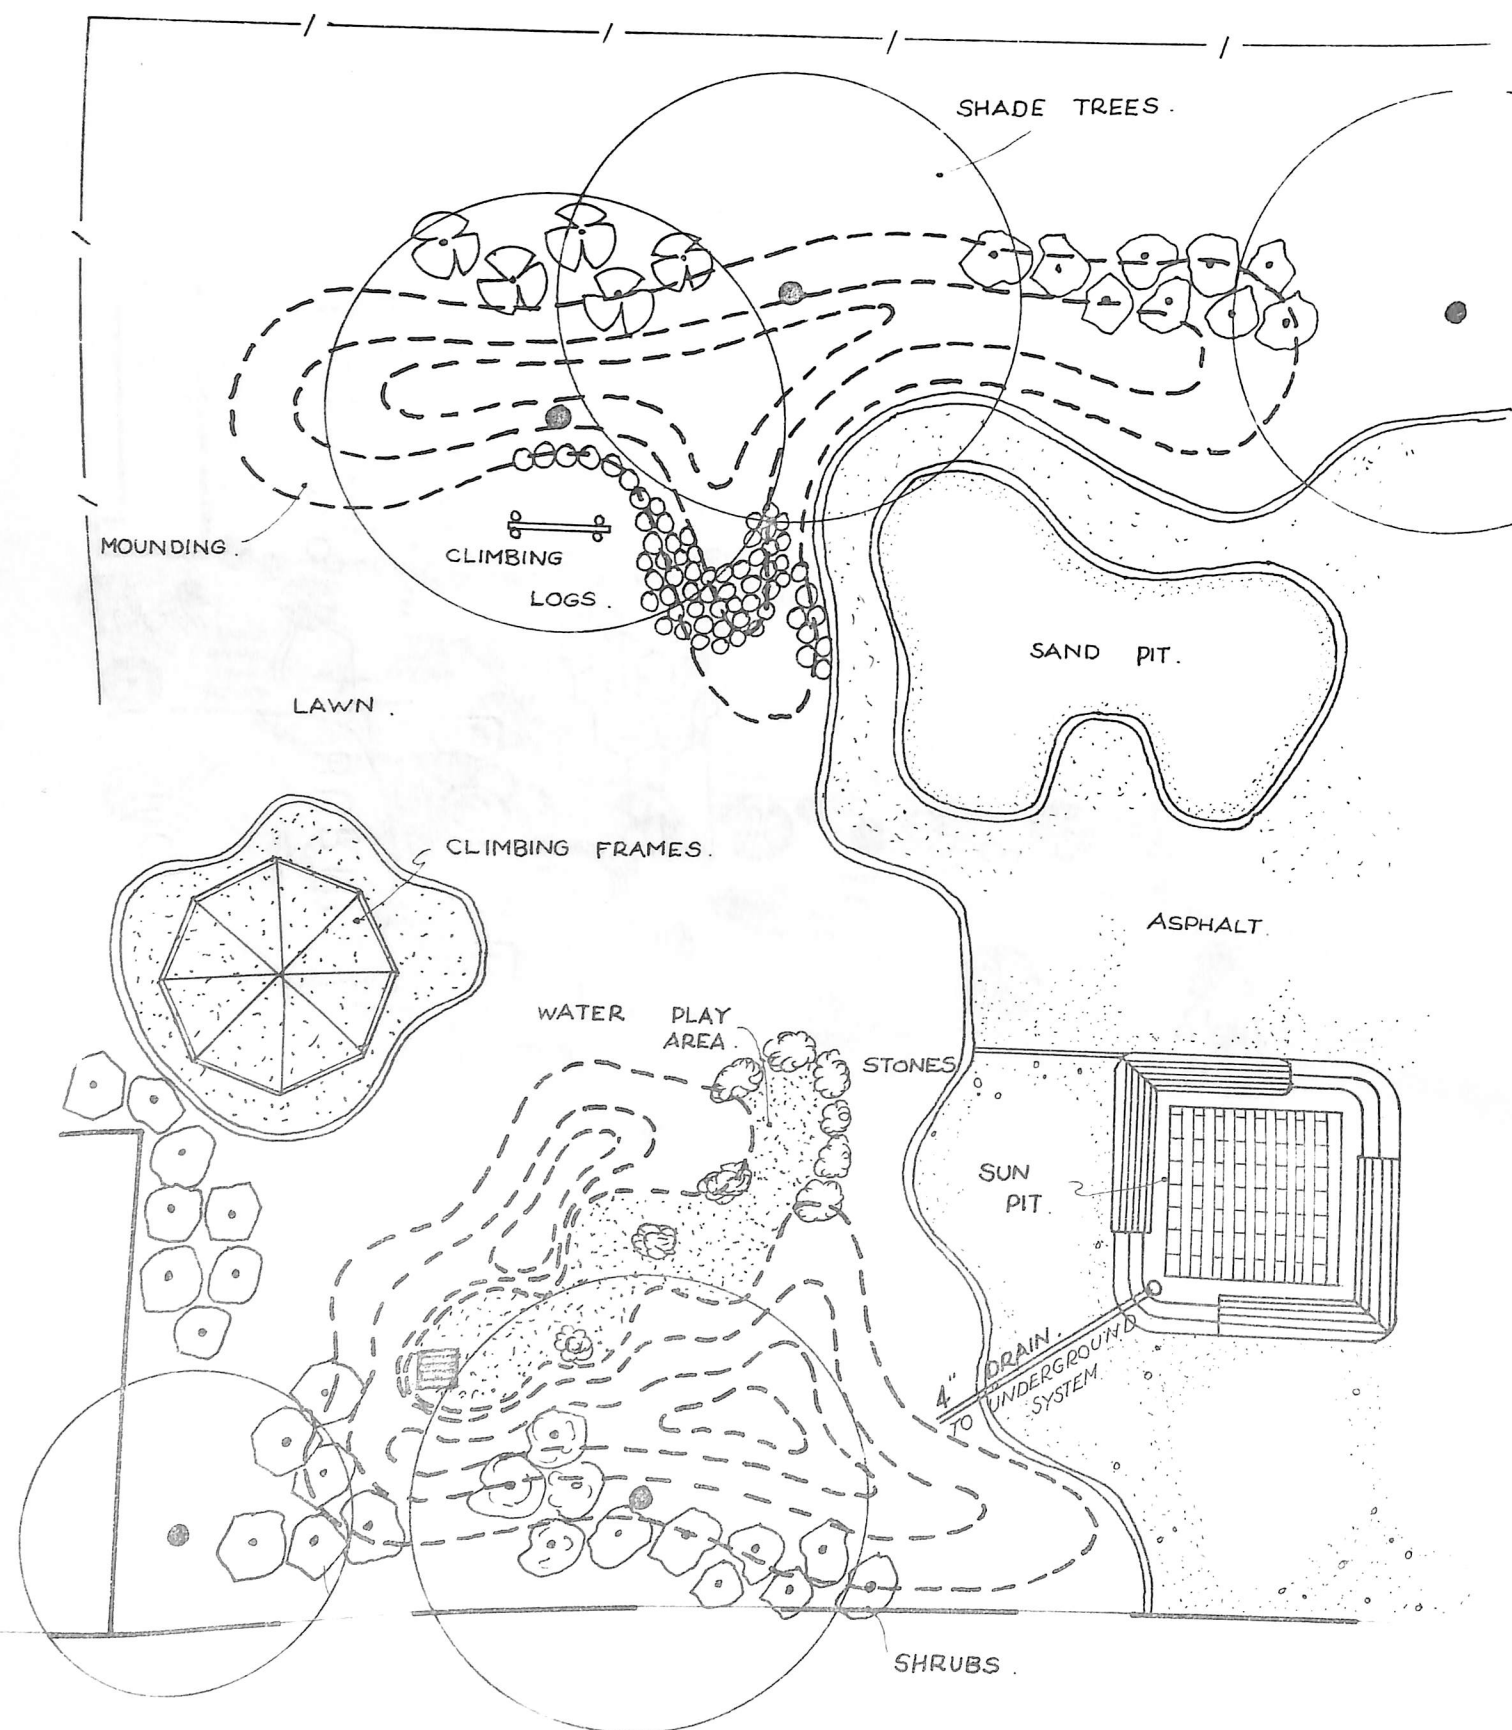 SHADE TREES.
MOUNDING.
CLIMBING
LOGS.
SAND PIT.
LAWN.
CLIMBING FRAMES.
ASPHALT.
WATER PLAY
AREA.
STONES
SUN
PIT.
4" DRAIN.
TO UNDERGROUND
SYSTEM
SHRUBS.